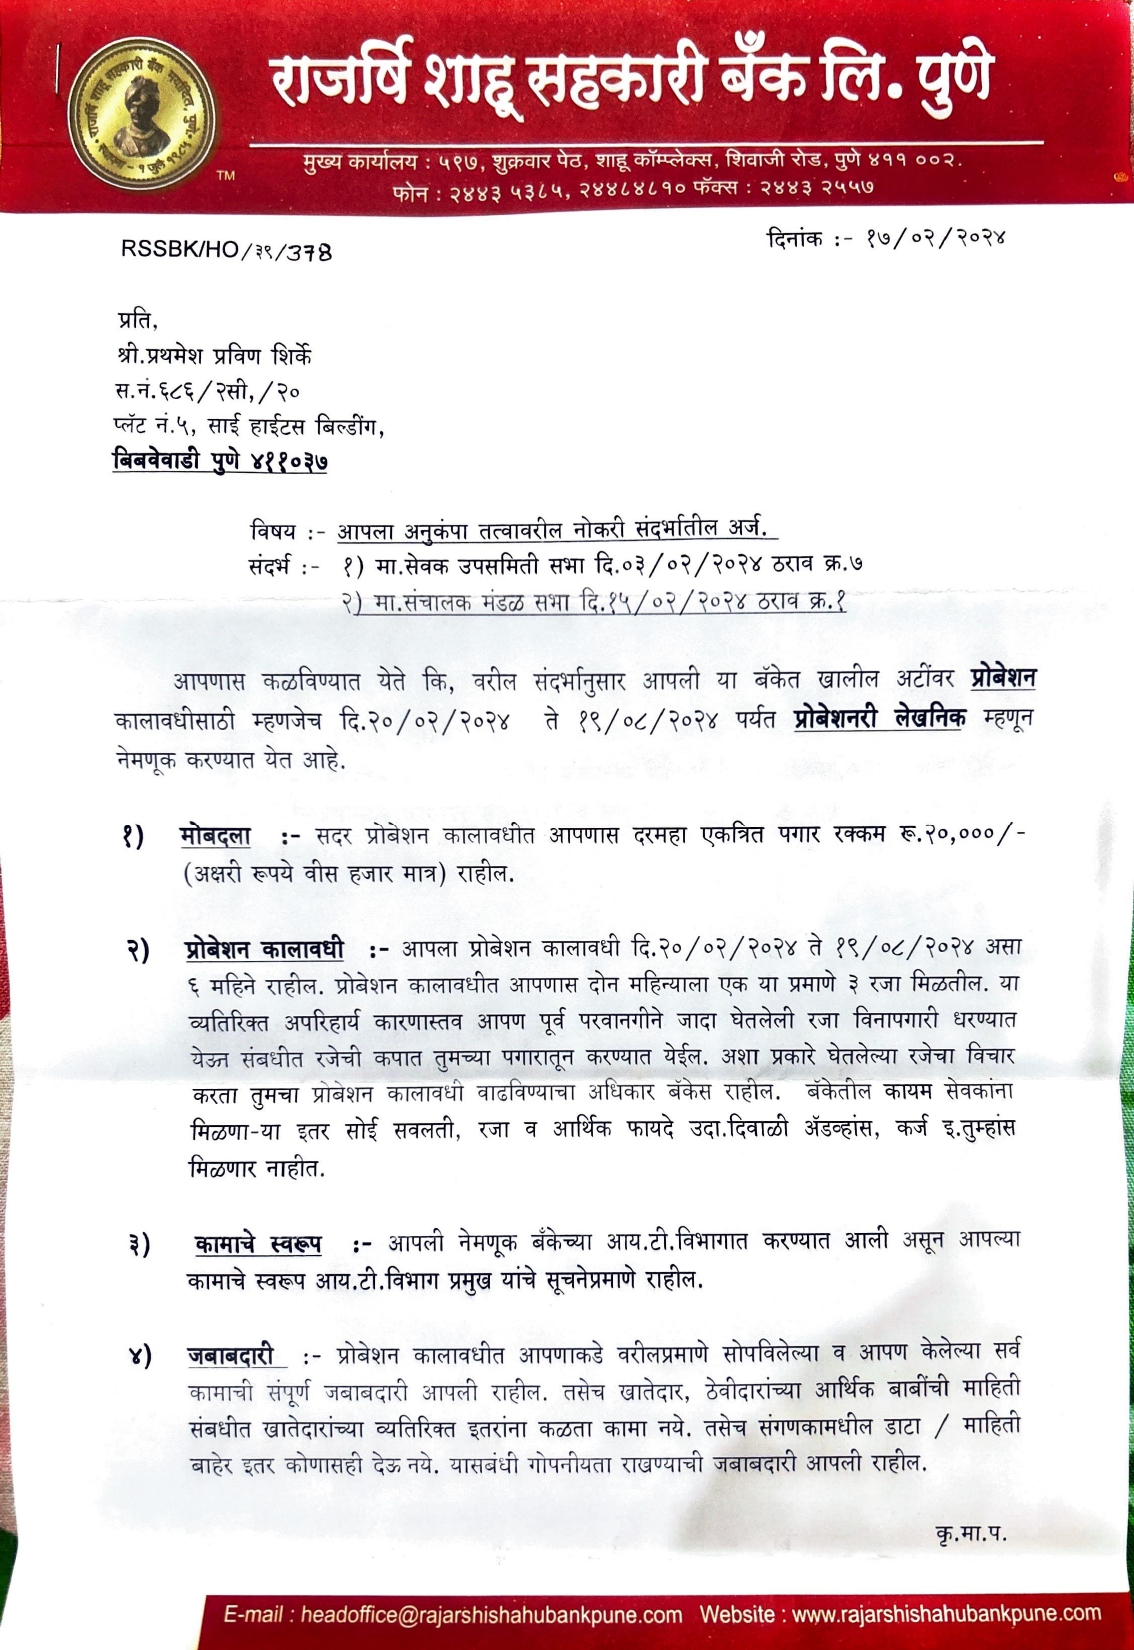 राजर्षि शाहू सहकारी बँक लि. पुणे
TM
मुख्य कार्यालय : ५९७, शुक्रवार पेठ, शाहू कॉम्प्लेक्स, शिवाजी रोड, पुणे ४११ ००२.
फोन : २४४३ ५३८५, २४४८४८१० फॅक्स : २४४३ २५५७
RSSBK/HO/३९/378
दिनांक :- १७/०२/२०२४
प्रति,
श्री.प्रथमेश प्रविण शिर्के
स.नं.६८६/२सी,/२०
प्लॅट नं.५, साई हाईटस बिल्डींग,
बिबवेवाडी पुणे ४११०३७
विषय :- आपला अनुकंपा तत्वावरील नोकरी संदर्भातील अर्ज.
संदर्भ :- १) मा.सेवक उपसमिती सभा दि.०३/०२/२०२४ ठराव क्र.७
२) मा.संचालक मंडळ सभा दि.१५/०२/२०२४ ठराव क्र.१
आपणास कळविण्यात येते कि, वरील संदर्भानुसार आपली या बॅकेत खालील अटींवर प्रोबेशन
कालावधीसाठी म्हणजेच दि.२०/०२/२०२४ ते १९/०८/२०२४ पर्यंत प्रोबेशनरी लेखनिक म्हणून
नेमणूक करण्यात येत आहे.
१) मोबदला :- सदर प्रोबेशन कालावधीत आपणास दरमहा एकत्रित पगार रक्कम रू.२०,०००/-
(अक्षरी रूपये वीस हजार मात्र) राहील.
२) प्रोबेशन कालावधी :- आपला प्रोबेशन कालावधी दि.२०/०२/२०२४ ते १९/०८/२०२४ असा
६ महिने राहील. प्रोबेशन कालावधीत आपणास दोन महिन्याला एक या प्रमाणे ३ रजा मिळतील. या
व्यतिरिक्त अपरिहार्य कारणास्तव आपण पूर्व परवानगीने जादा घेतलेली रजा विनापगारी धरण्यात
येऊन संबधीत रजेची कपात तुमच्या पगारातून करण्यात येईल. अशा प्रकारे घेतलेल्या रजेचा विचार
करता तुमचा प्रोबेशन कालावधी वाढविण्याचा अधिकार बॅकेस राहील. बॅकेतील कायम सेवकांना
मिळणा-या इतर सोई सवलती, रजा व आर्थिक फायदे उदा.दिवाळी ॲडव्हांस, कर्ज इ.तुम्हांस
मिळणार नाहीत.
३) कामाचे स्वरूप :- आपली नेमणूक बँकेच्या आय.टी.विभागात करण्यात आली असून आपल्या
कामाचे स्वरूप आय.टी.विभाग प्रमुख यांचे सूचनेप्रमाणे राहील.
४) जबाबदारी :- प्रोबेशन कालावधीत आपणाकडे वरीलप्रमाणे सोपविलेल्या व आपण केलेल्या सर्व
कामाची संपूर्ण जबाबदारी आपली राहील. तसेच खातेदार, ठेवीदारांच्या आर्थिक बाबींची माहिती
संबधीत खातेदारांच्या व्यतिरिक्त इतरांना कळता कामा नये. तसेच संगणकामधील डाटा / माहिती
बाहेर इतर कोणासही देऊ नये. यासबंधी गोपनीयता राखण्याची जबाबदारी आपली राहील.
कृ.मा.प.
E-mail : headoffice@rajarshishahubankpune.com Website : www.rajarshishahubankpune.com